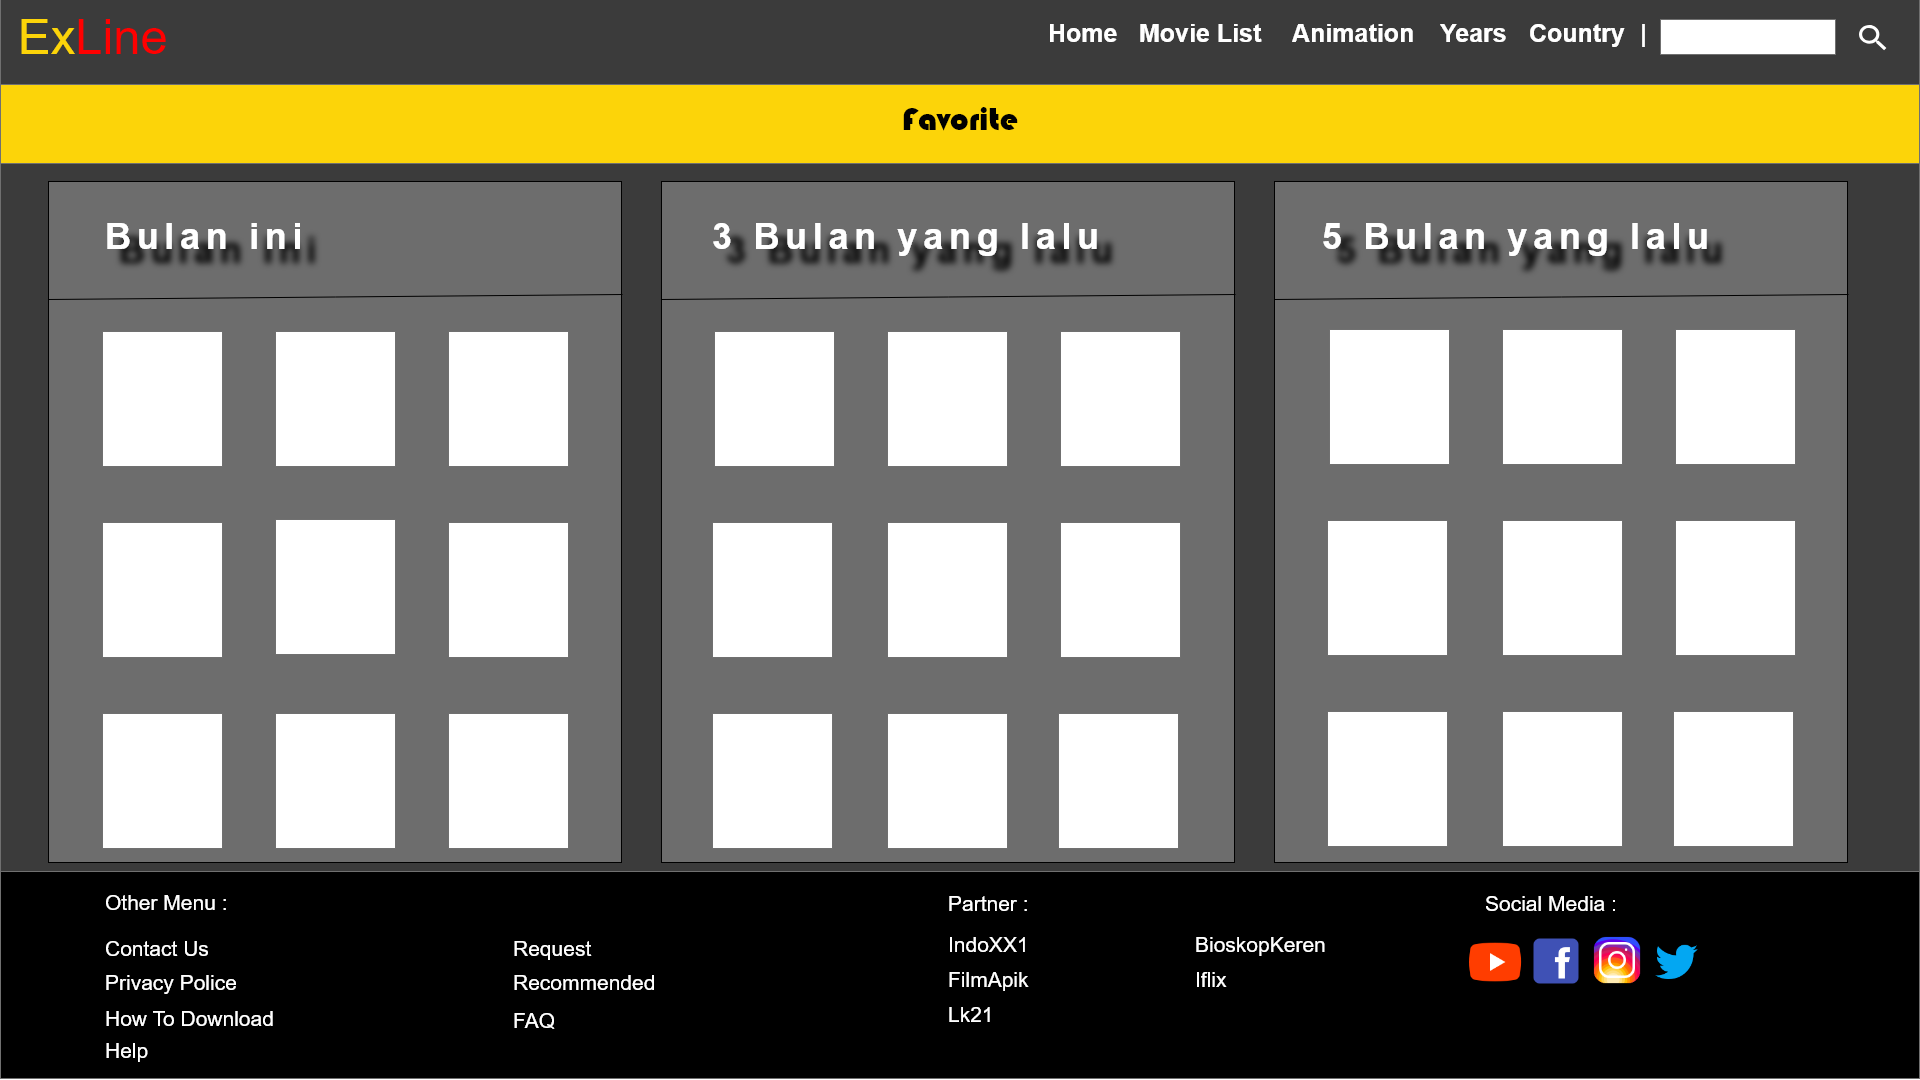 ExLine
Home Movie List Animation Years Country |
Favorite
Bulan ini
3 Bulan yang lalu
5 Bulan yang lalu
Other Menu :
Contact Us
Privacy Police
How To Download
Help
Request
Recommended
FAQ
Partner :
IndoXX1
FilmApik
Lk21
BioskopKeren
Iflix
Social Media :